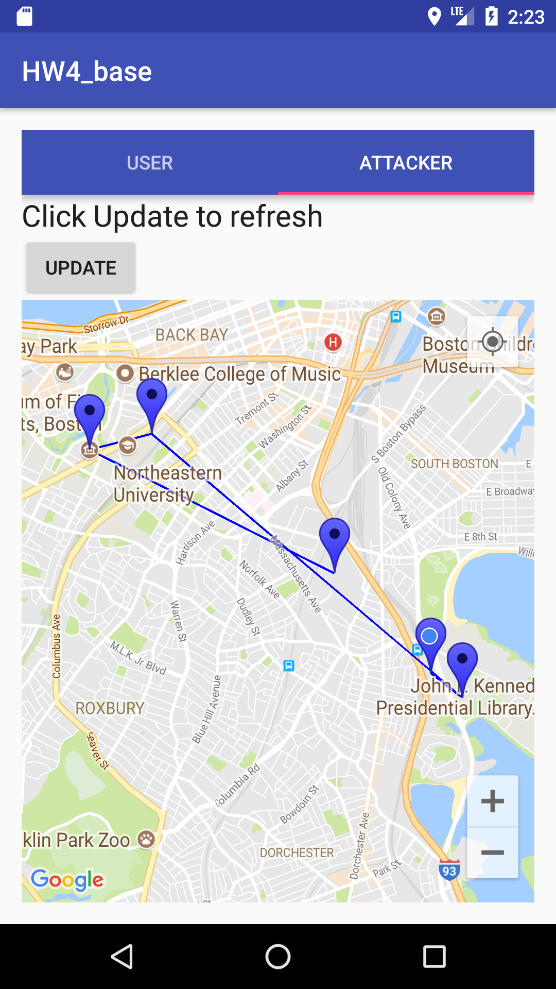 LTE
2:23
HW4_base
USER
ATTACKER
Click Update to refresh
UPDATE
Storrow Dr
BACK BAY
ay Park
H
Boston
ildre
Museum
Berklee College of Music
um of Fi
ts, Bost
Tremont St
Washington St
S Boston Bypass
Albany St
SOUTH BOSTON
Northeastern
University
Old Colony Ave
E Broadway
E 8th St
Harrison Ave
Massachusetts Ave
Norfolk Ave
Dudley St
Warren St
Columbus Ave
M.L.K. Jr Blvd
John
Kenned
Presidential Library.
ROXBURY
Blue Hill Avenue
Seaver St
Columbia Rd
Bowdoin St
+
klin Park Zoo
DORCHESTER
Dorchester Ave
Park St
−
93
Google